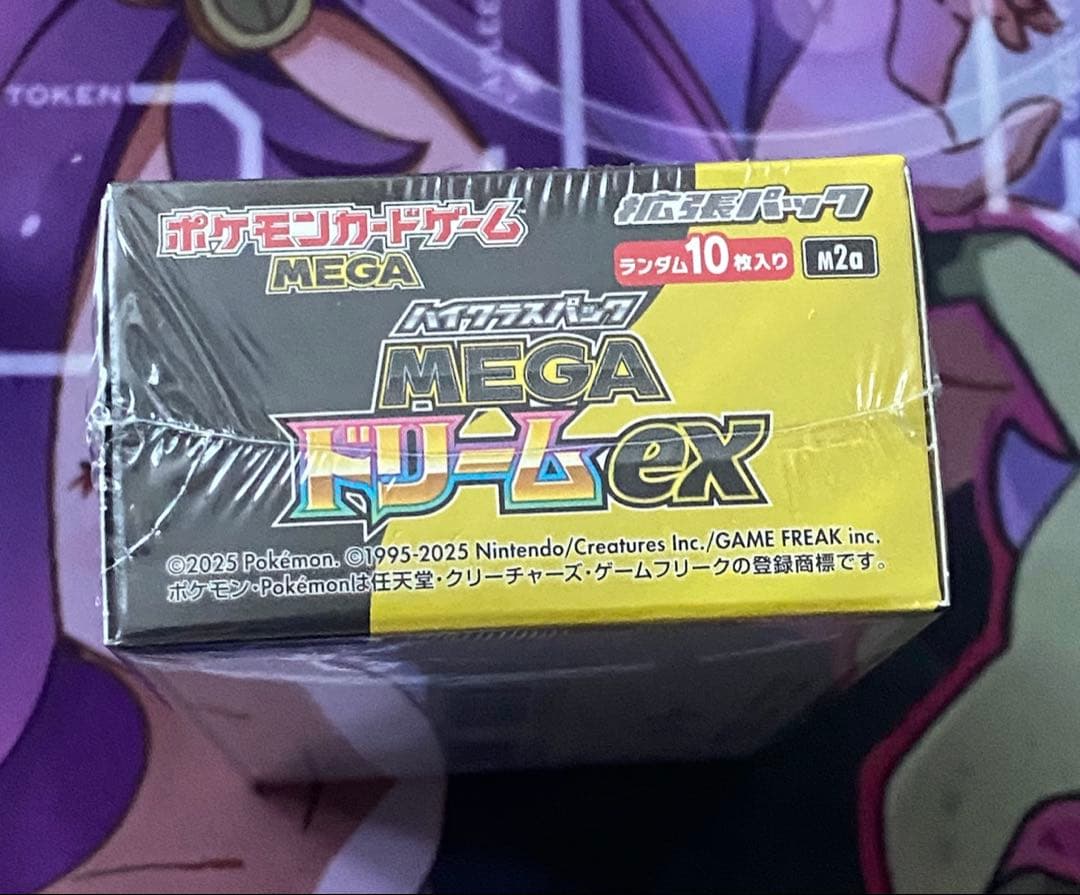 TOKEN
ポケモンカードゲーム
MEGA
拡張パック
ランダム10枚入り M2a
ハイクラスパック
MEGA
ドリームex
©2025 Pokémon. ©1995-2025 Nintendo/Creatures Inc./GAME FREAK inc.
ポケモン・Pokémonは任天堂・クリーチャーズ・ゲームフリークの登録商標です。